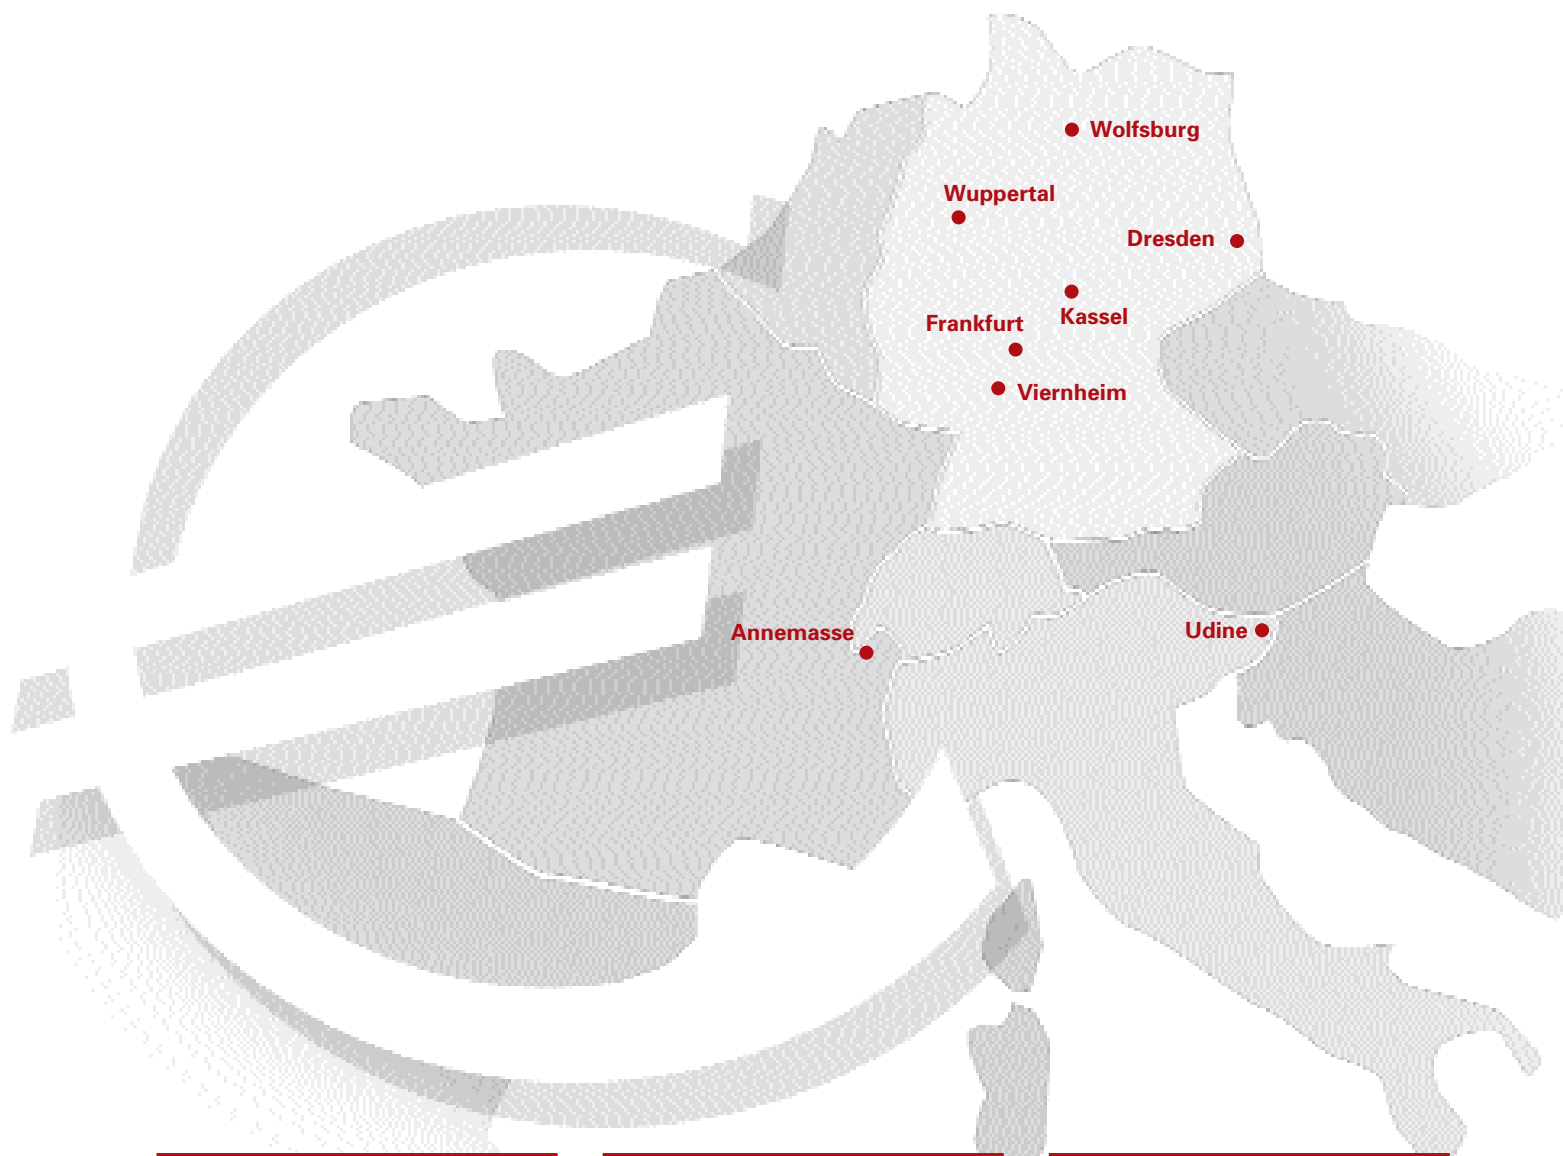 Wolfsburg
Wuppertal
Dresden
Kassel
Frankfurt
Viernheim
Annemasse
Udine